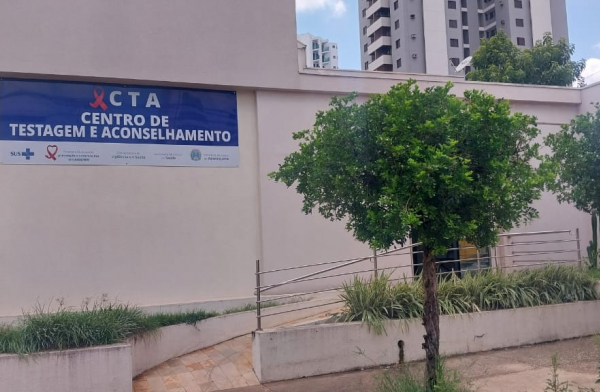 CTA
CENTRO DE
TESTAGEM E ACONSELHAMENTO
SUS